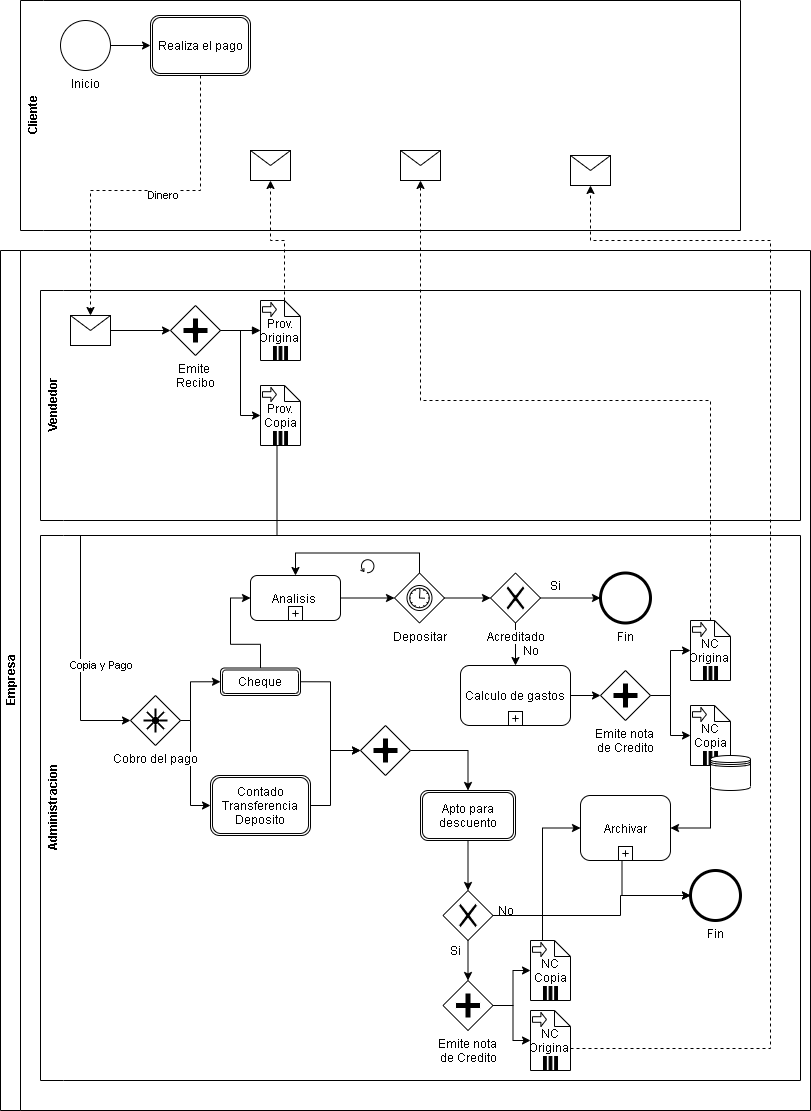 Cliente
Inicio
Realiza el pago
Dinero
Empresa
Vendedor
Emite
Recibo
Prov.
Origina
Prov.
Copia
Administracion
Copia y Pago
Cobro del pago
Analisis
Depositar
Acreditado
Si
Fin
No
Cheque
Calculo de gastos
Emite nota
de Credito
NC
Origina
NC
Copia
Contado
Transferencia
Deposito
Apto para
descuento
Archivar
No
Fin
Si
Emite nota
de Credito
NC
Copia
NC
Origina